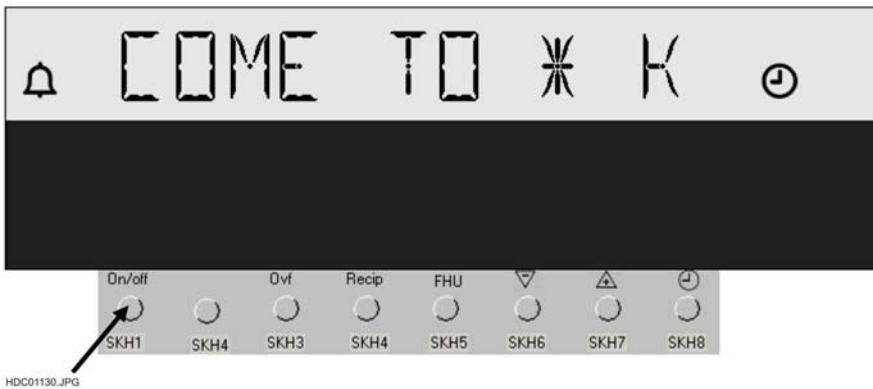 COME TO * K
On/off Ovf Recip FHU
SKH1 SKH4 SKH3 SKH4 SKH5 SKH6 SKH7 SKH8
HDC01130.JPG